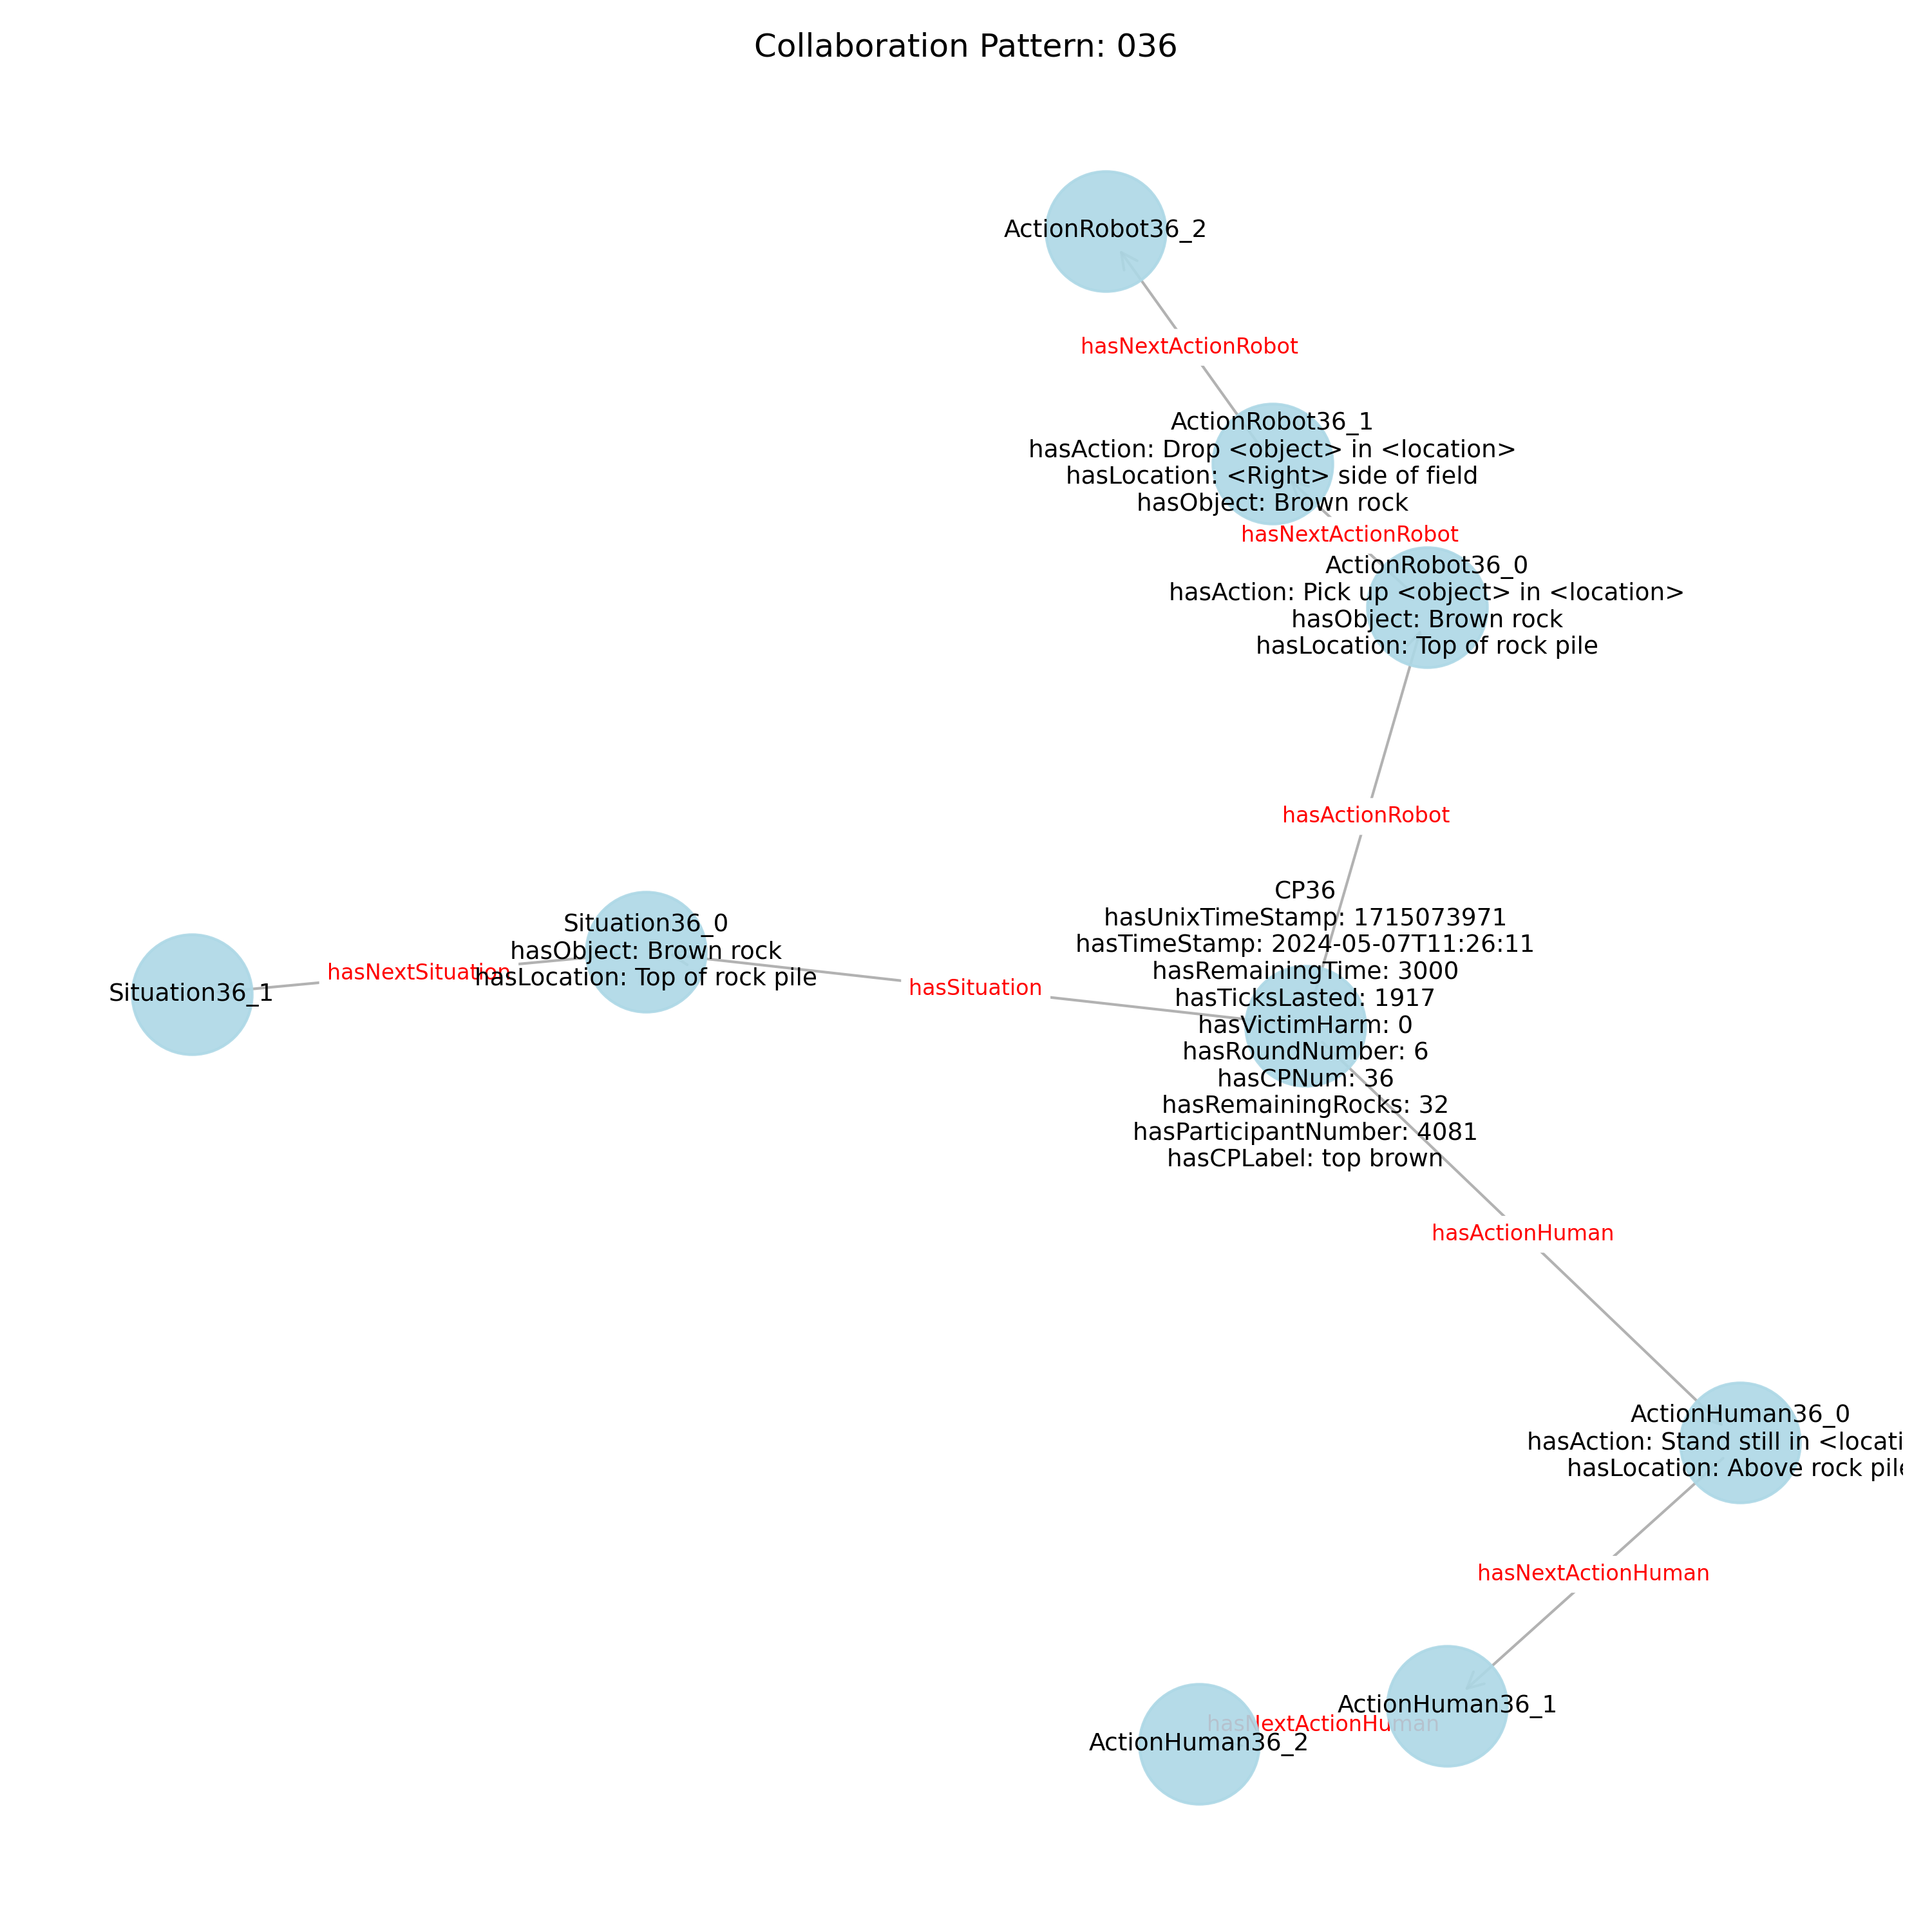 Collaboration Pattern: 036
ActionRobot36_2
hasNextActionRobot
ActionRobot36_1
hasAction: Drop <object> in <location>
hasLocation: <Right> side of field
hasObject: Brown rock
hasNextActionRobot
ActionRobot36_0
hasAction: Pick up <object> in <location>
hasObject: Brown rock
hasLocation: Top of rock pile
hasActionRobot
CP36
hasUnixTimeStamp: 1715073971
hasTimeStamp: 2024-05-07T11:26:11
hasRemainingTime: 3000
hasTicksLasted: 1917
hasVictimHarm: 0
hasRoundNumber: 6
hasCPNum: 36
hasRemainingRocks: 32
hasParticipantNumber: 4081
hasCPLabel: top brown
Situation36_0
hasObject: Brown rock
hasLocation: Top of rock pile
hasNextSituation
hasSituation
Situation36_1
hasActionHuman
ActionHuman36_0
hasAction: Stand still in <locati
hasLocation: Above rock pile
hasNextActionHuman
ActionHuman36_1
hasNextActionHuman
ActionHuman36_2